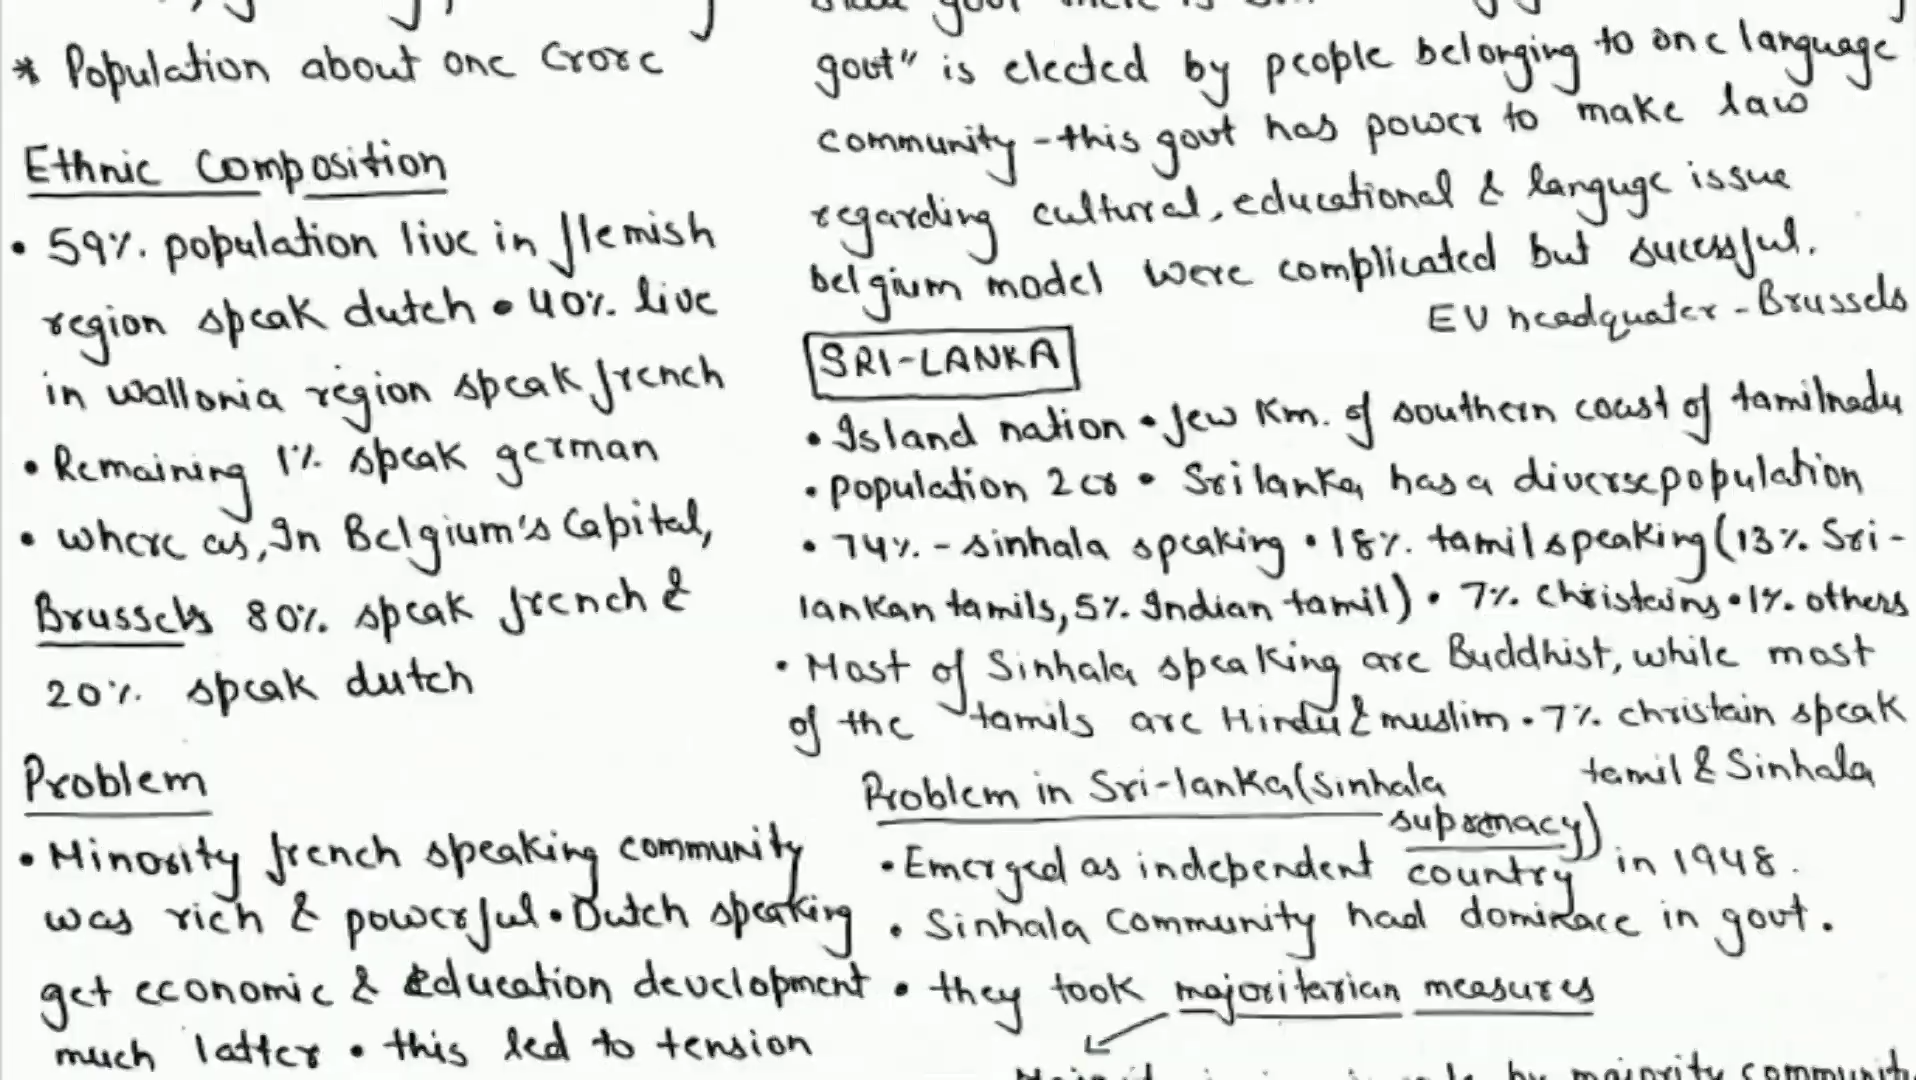 * Population about one Crore
Ethnic Composition
• 59%. population live in flemish
region speak dutch • 40%. live
in wallonia region speak french
• Remaining 1%. speak german
• where as, In Belgium's Capital,
Brussels 80%. speak french &
20%. speak dutch
Problem
• Minority french speaking community
was rich & powerful • Dutch speaking
get economic & education development
much latter • this led to tension
govt" is elected by people belonging to one language
community - this govt has power to make law
regarding cultural, educational & languge issue
belgium model were complicated but sucessful.
EU headquater - Brussels
SRI-LANKA
• Island nation • few Km. of southern coast of tamilnadu
• population 2 cr • Srilanka has a diverse population
• 74%. - sinhala speaking • 18%. tamil speaking (13%. Sri-
lankan tamils, 5%. Indian tamil) • 7%. christains • 1%. others
• Most of Sinhala speaking are Buddhist, while most
of the tamils are Hindu & muslim • 7%. christain speak
tamil & Sinhala
Problem in Sri-lanka (Sinhala
supremacy)
• Emerged as independent country in 1948.
• Sinhala Community had dominace in govt.
• they took majoritarian measures
by majority community